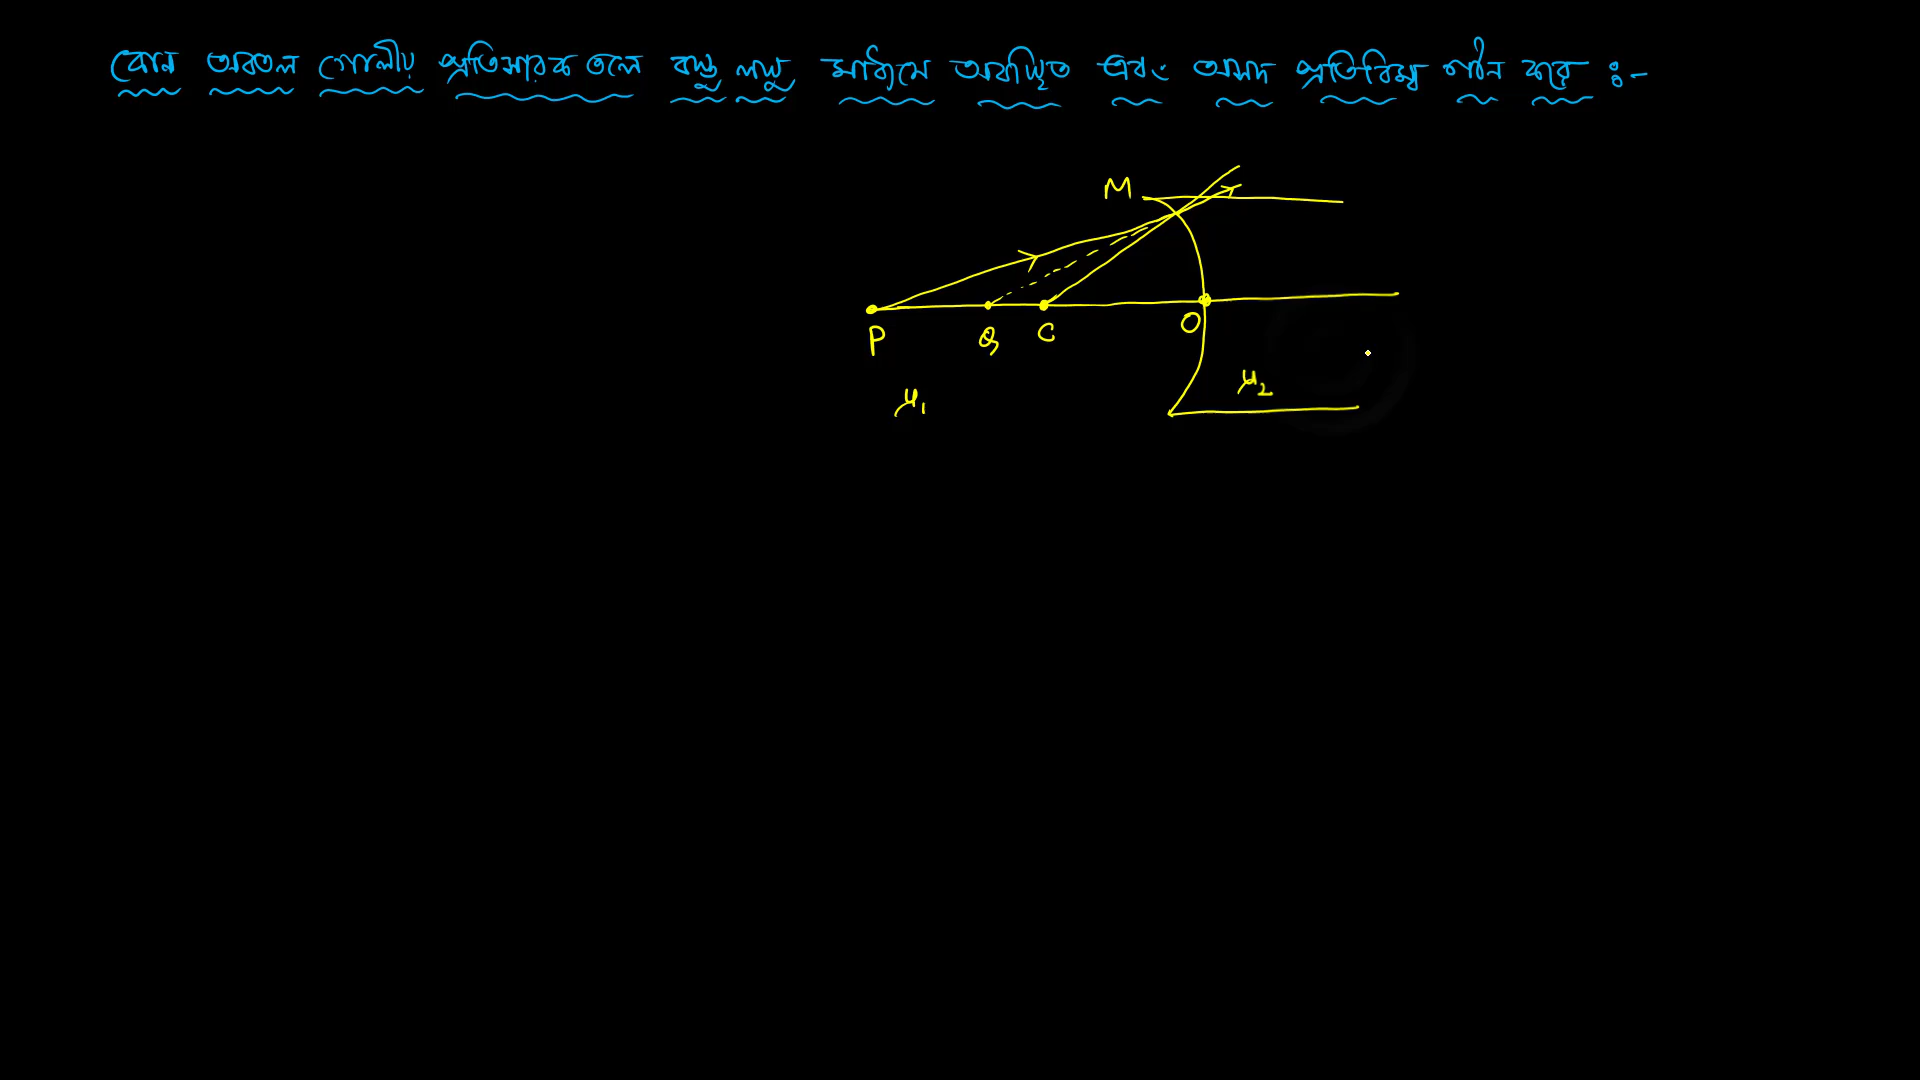 কোন অবতল গোলীয় প্রতিসারক তলে বস্তু লঘু মাধ্যমে অবস্থিত এবং অসদ প্রতিবিম্ব গঠন করে :-
M
P Q C O
μ₁ μ₂